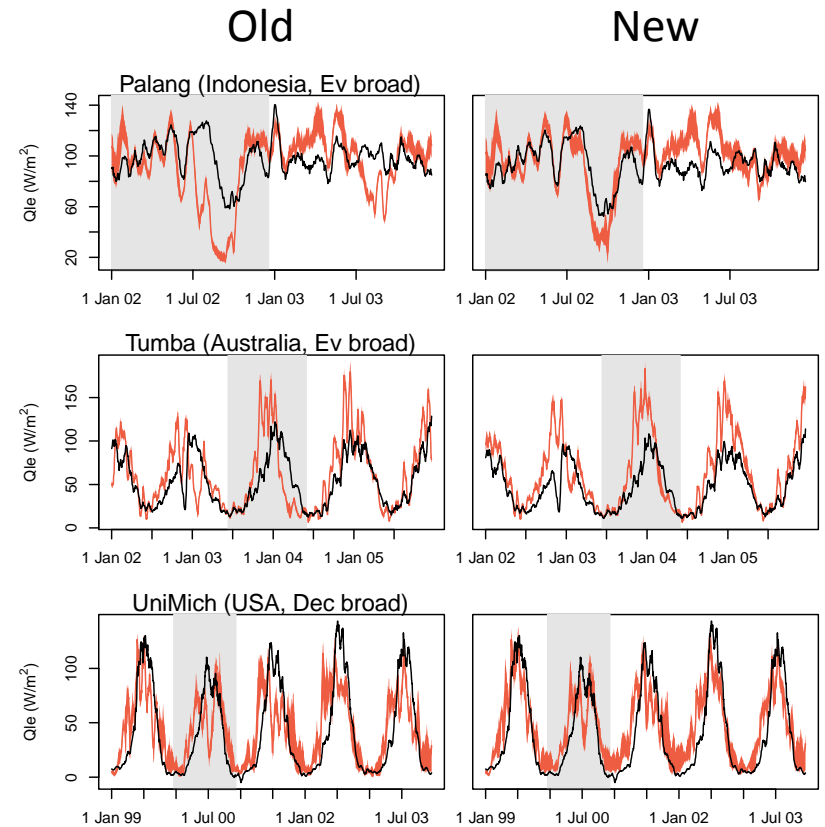 Old New
Palang (Indonesia, Ev broad)
Qle (W/m²)
140
100
60
20
1 Jan 02 1 Jul 02 1 Jan 03 1 Jul 03
1 Jan 02 1 Jul 02 1 Jan 03 1 Jul 03
Tumba (Australia, Ev broad)
Qle (W/m²)
150
100
50
0
1 Jan 02 1 Jan 03 1 Jan 04 1 Jan 05
1 Jan 02 1 Jan 03 1 Jan 04 1 Jan 05
UniMich (USA, Dec broad)
Qle (W/m²)
100
50
0
1 Jan 99 1 Jul 00 1 Jan 02 1 Jul 03
1 Jan 99 1 Jul 00 1 Jan 02 1 Jul 03